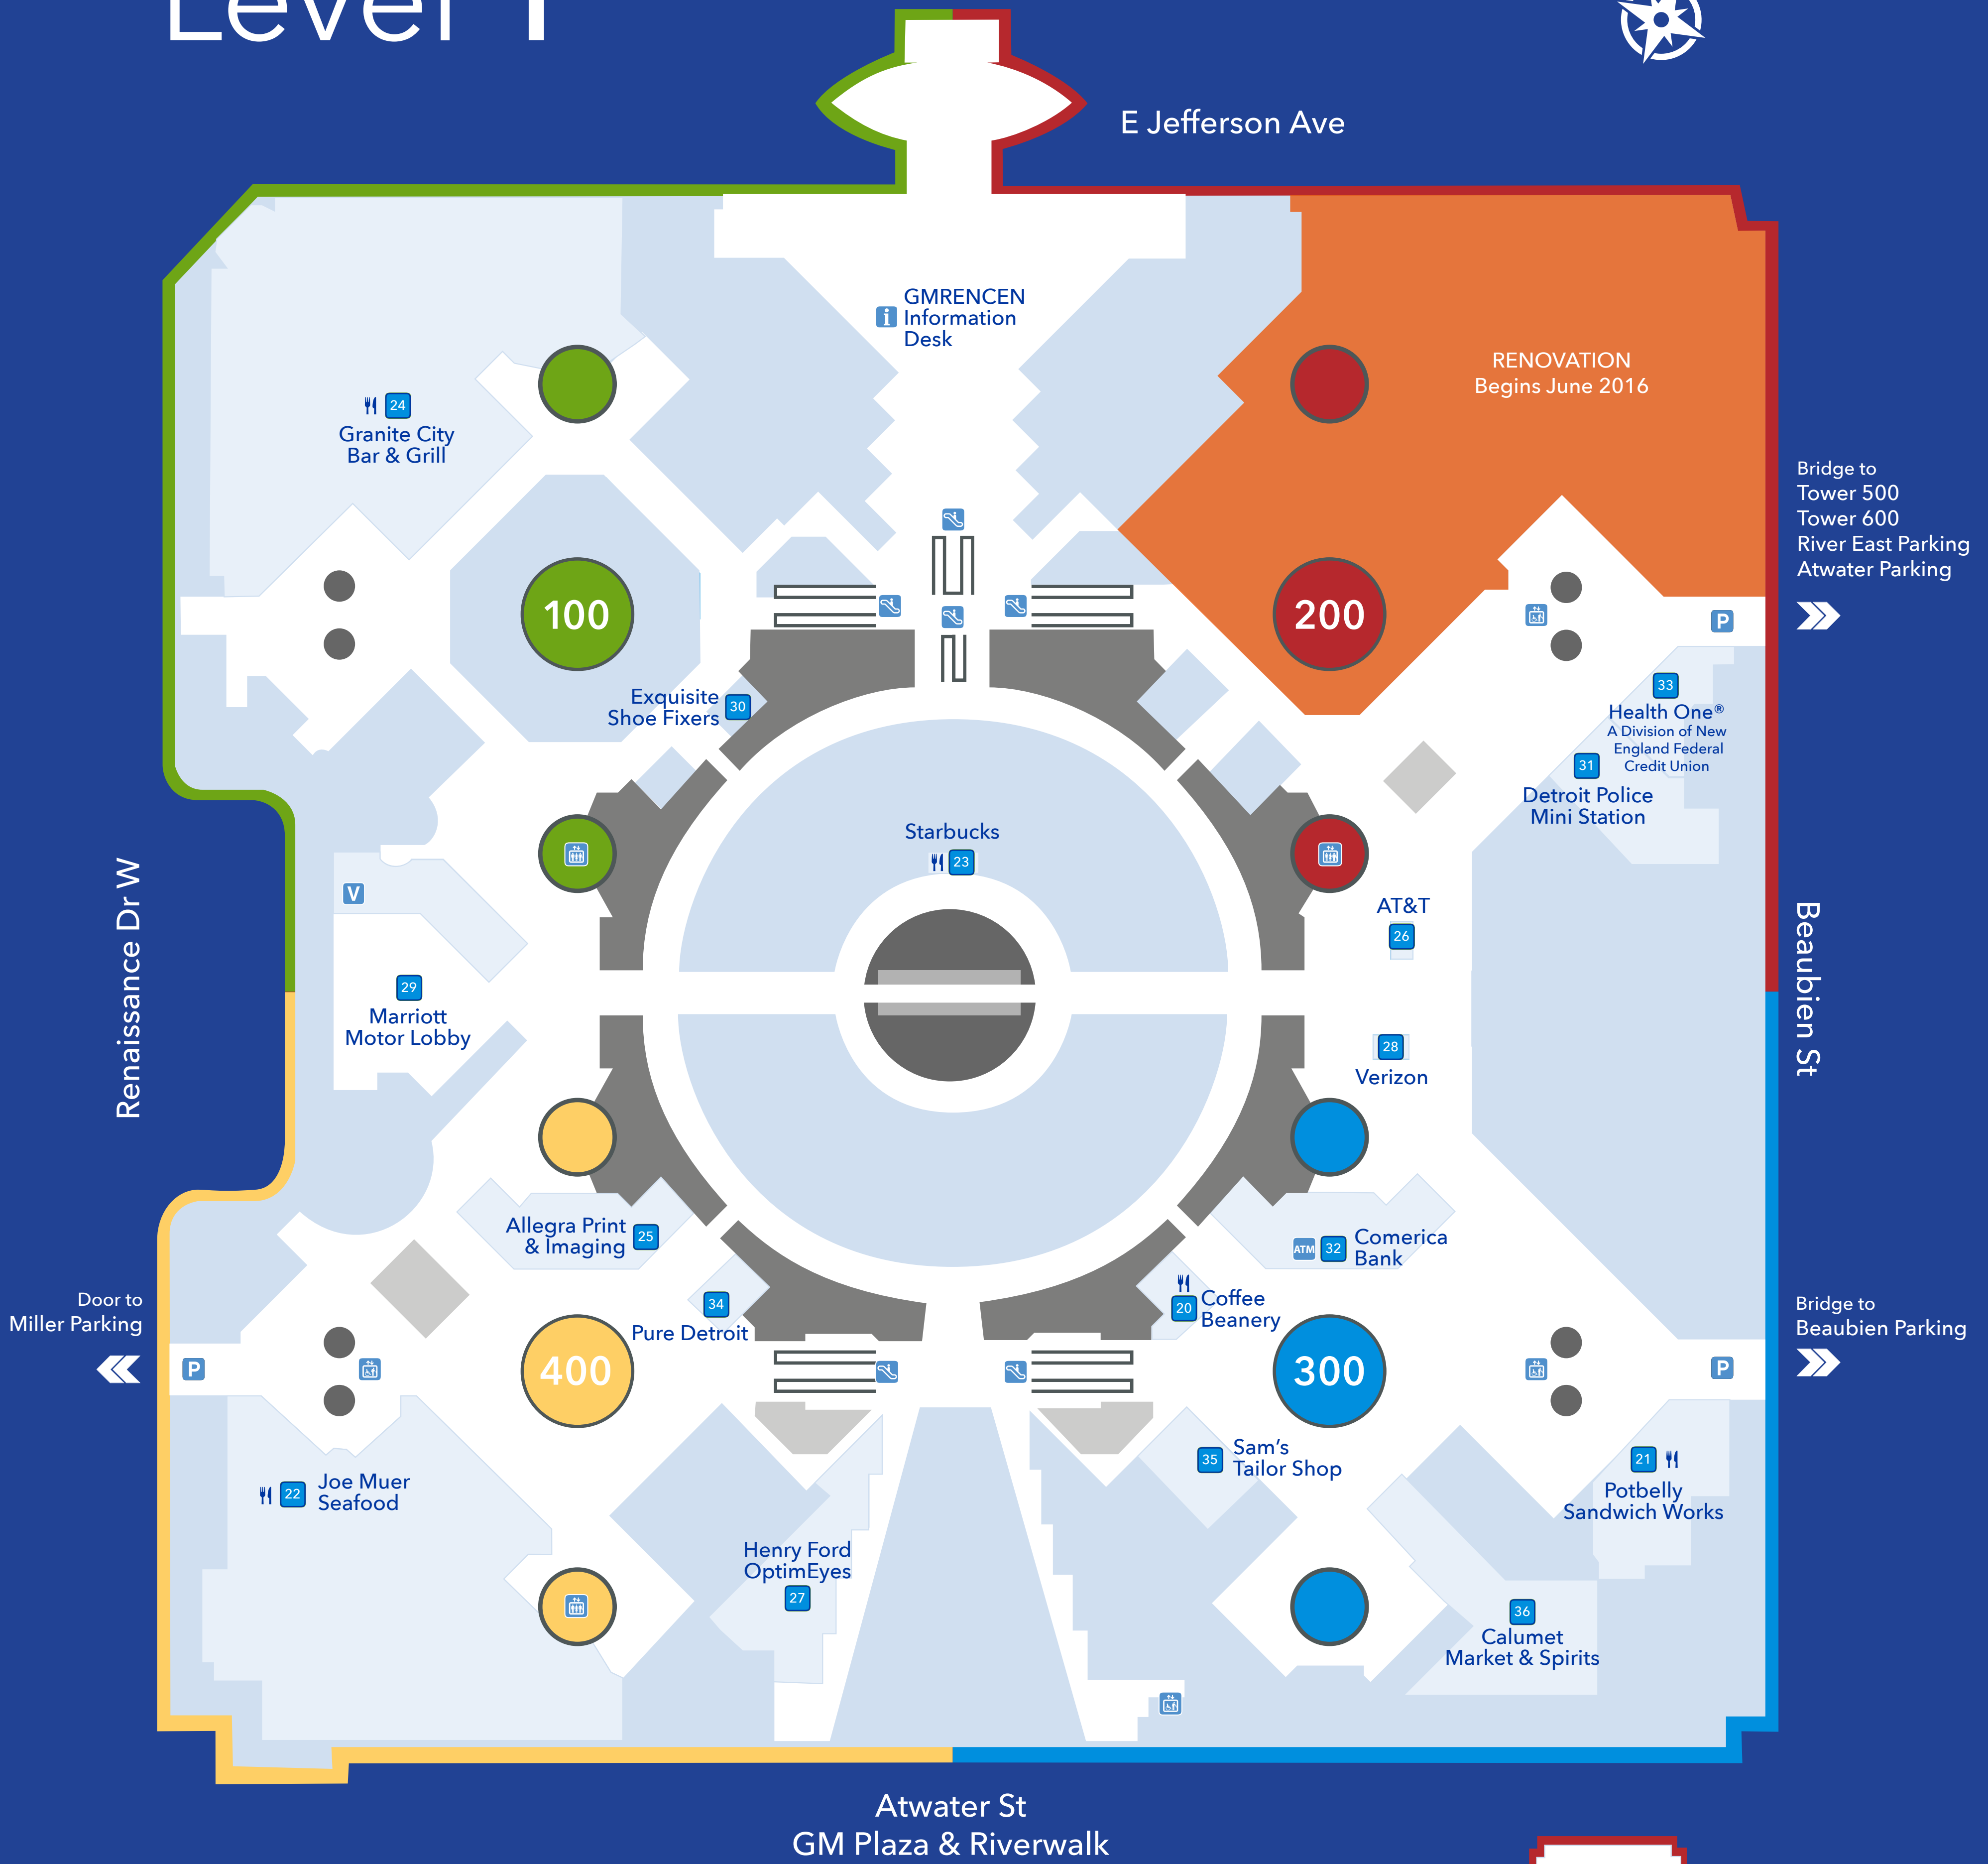 Level 1
E Jefferson Ave
GMRENCEN
Information
Desk
i
RENOVATION
Begins June 2016
24
Granite City
Bar & Grill
Bridge to
Tower 500
Tower 600
River East Parking
Atwater Parking
100
200
P
Exquisite
Shoe Fixers
30
33
Health One®
A Division of New
England Federal
Credit Union
31
Detroit Police
Mini Station
Starbucks
23
V
AT&T
26
Renaissance Dr W
Beaubien St
29
Marriott
Motor Lobby
28
Verizon
Allegra Print
& Imaging
25
ATM
32
Comerica
Bank
Door to
Miller Parking
34
Pure Detroit
20
Coffee
Beanery
Bridge to
Beaubien Parking
P
400
300
P
22
Joe Muer
Seafood
35
Sam's
Tailor Shop
21
Potbelly
Sandwich Works
Henry Ford
OptimEyes
27
36
Calumet
Market & Spirits
Atwater St
GM Plaza & Riverwalk